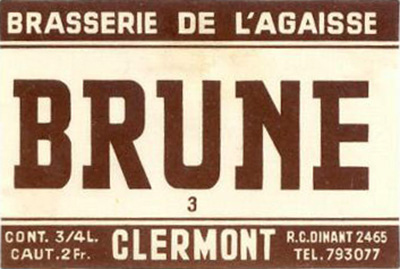 BRASSERIE DE L'AGAISSE
BRUNE
3
CONT. 3/4L.
CAUT. 2 Fr.
CLERMONT
R.C. DINANT 2465
TEL. 793077